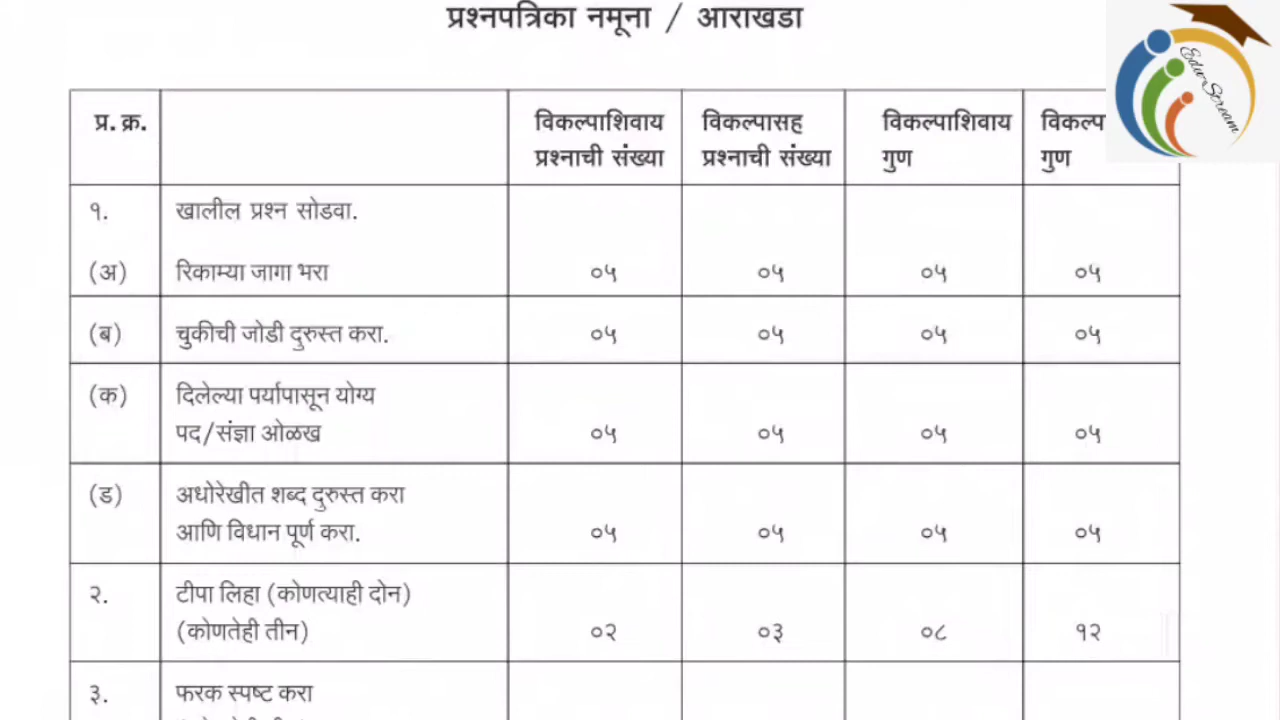 प्रश्नपत्रिका नमूना / आराखडा
Edu-Scream
प्र. क्र. विकल्पाशिवाय प्रश्नाची संख्या विकल्पासह प्रश्नाची संख्या विकल्पाशिवाय गुण गुण
१. खालील प्रश्न सोडवा.
(अ) रिकाम्या जागा भरा ०५ ०५ ०५ ०५
(ब) चुकीची जोडी दुरुस्त करा. ०५ ०५ ०५ ०५
(क) दिलेल्या पर्यापासून योग्य
पद/संज्ञा ओळख ०५ ०५ ०५ ०५
(ड) अधोरेखीत शब्द दुरुस्त करा
आणि विधान पूर्ण करा. ०५ ०५ ०५ ०५
२. टीपा लिहा (कोणत्याही दोन)
(कोणतेही तीन) ०२ ०३ ०८ १२
३. फरक स्पष्ट करा